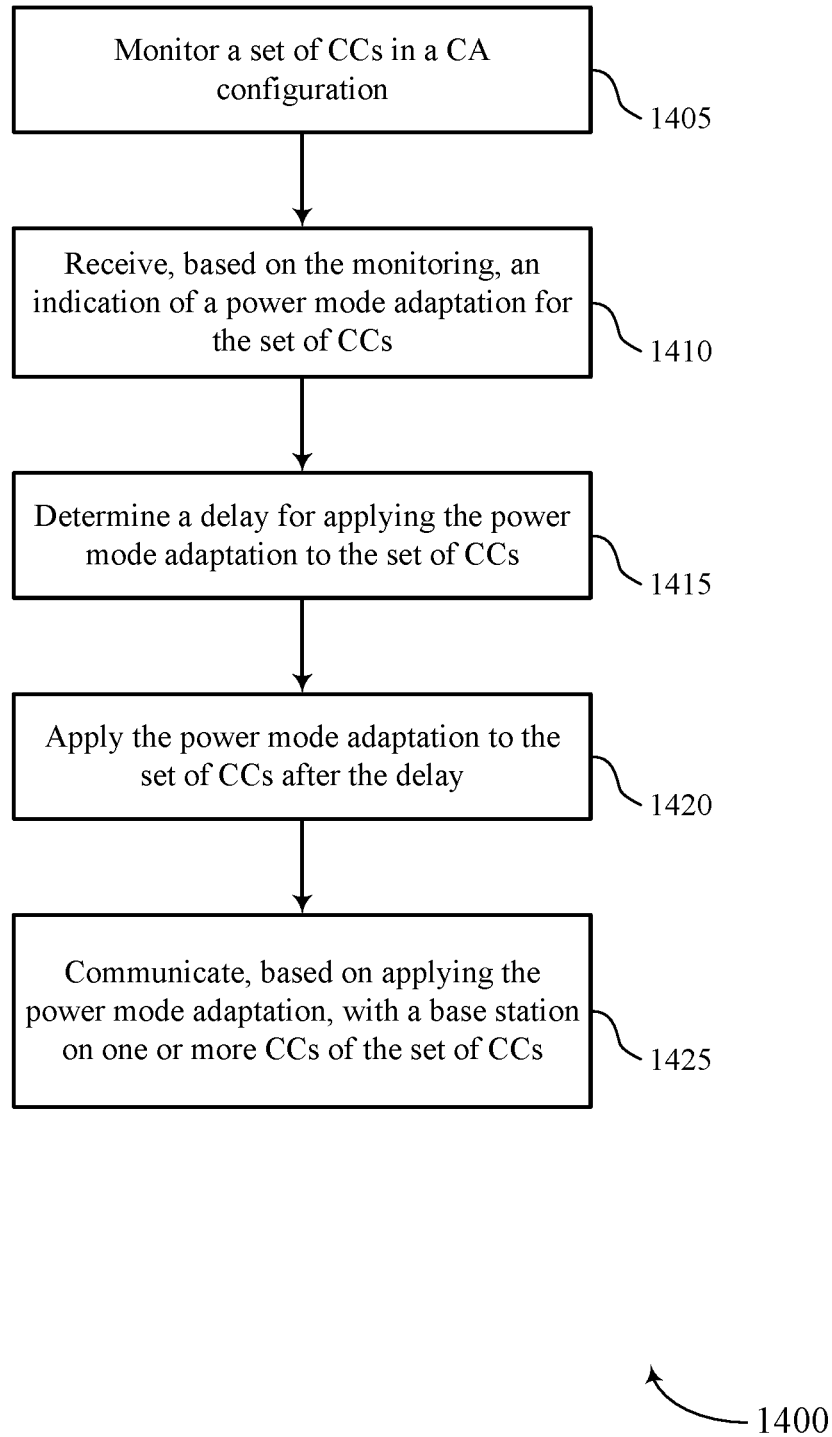 Monitor a set of CCs in a CA
configuration
1405
Receive, based on the monitoring, an
indication of a power mode adaptation for
the set of CCs
1410
Determine a delay for applying the power
mode adaptation to the set of CCs
1415
Apply the power mode adaptation to the
set of CCs after the delay
1420
Communicate, based on applying the
power mode adaptation, with a base station
on one or more CCs of the set of CCs
1425
1400